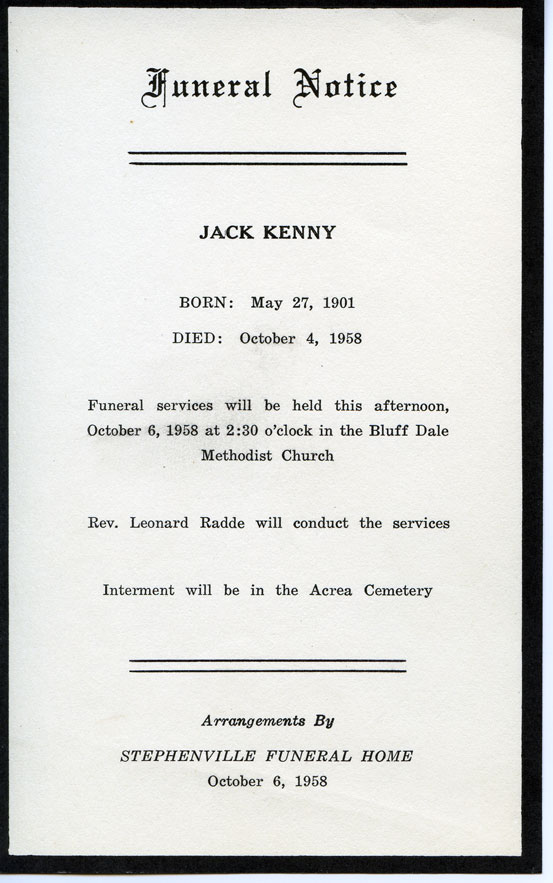 Funeral Notice
JACK KENNY
BORN: May 27, 1901
DIED: October 4, 1958
Funeral services will be held this afternoon,
October 6, 1958 at 2:30 o'clock in the Bluff Dale
Methodist Church
Rev. Leonard Radde will conduct the services
Interment will be in the Acrea Cemetery
Arrangements By
STEPHENVILLE FUNERAL HOME
October 6, 1958